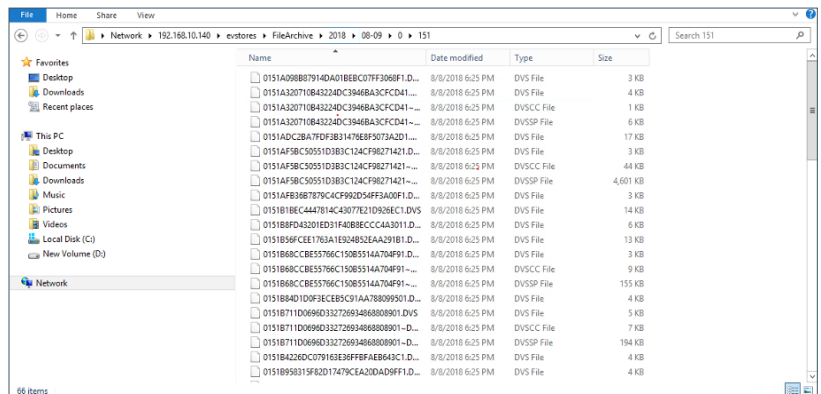 File Home Share View
Network ▸ 192.168.10.140 ▸ evstores ▸ FileArchive ▸ 2018 ▸ 08-09 ▸ 0 ▸ 151 Search 151
Favorites
Desktop
Downloads
Recent places
This PC
Desktop
Documents
Downloads
Music
Pictures
Videos
Local Disk (C:)
New Volume (D:)
Network
Name Date modified Type Size
0151A098B87914DA01BEBC07FF3068F1.D... 8/8/2018 6:25 PM DVS File 3 KB
0151A320710B43224DC3946BA3CFCD41.... 8/8/2018 6:25 PM DVS File 4 KB
0151A320710B43224DC3946BA3CFCD41~... 8/8/2018 6:25 PM DVSCC File 1 KB
0151A320710B43224DC3946BA3CFCD41~... 8/8/2018 6:25 PM DVSSP File 6 KB
0151ADC2BA7FDF3B31476E8F5073A2D1.... 8/8/2018 6:25 PM DVS File 17 KB
0151AF5BC50551D3B3C124CF98271421.D... 8/8/2018 6:25 PM DVS File 3 KB
0151AF5BC50551D3B3C124CF98271421~... 8/8/2018 6:25 PM DVSCC File 44 KB
0151AF5BC50551D3B3C124CF98271421~... 8/8/2018 6:25 PM DVSSP File 4,601 KB
0151AFB36B7879C4CF992D54FF3A00F1.D... 8/8/2018 6:25 PM DVS File 3 KB
0151B1BEC4447814C43077E21D926EC1.DVS 8/8/2018 6:25 PM DVS File 14 KB
0151B8FD43201ED31F40B8ECCC4A3011.D... 8/8/2018 6:25 PM DVS File 6 KB
0151B56FCEE1763A1E924B52EAA291B1.D... 8/8/2018 6:25 PM DVS File 13 KB
0151B68CCBE55766C150B5514A704F91.D... 8/8/2018 6:25 PM DVS File 3 KB
0151B68CCBE55766C150B5514A704F91~... 8/8/2018 6:25 PM DVSCC File 9 KB
0151B68CCBE55766C150B5514A704F91~... 8/8/2018 6:25 PM DVSSP File 155 KB
0151B84D1D0F3ECEB5C91AA788099501.D... 8/8/2018 6:25 PM DVS File 4 KB
0151B711D0696D332726934868808901.DVS 8/8/2018 6:25 PM DVS File 5 KB
0151B711D0696D332726934868808901~D... 8/8/2018 6:25 PM DVSCC File 7 KB
0151B711D0696D332726934868808901~D... 8/8/2018 6:25 PM DVSSP File 194 KB
0151B4226DC079163E36FFBFAEB643C1.D... 8/8/2018 6:25 PM DVS File 4 KB
0151B958315F82D17479CEA20DAD9FF1.D... 8/8/2018 6:25 PM DVS File 4 KB
66 items